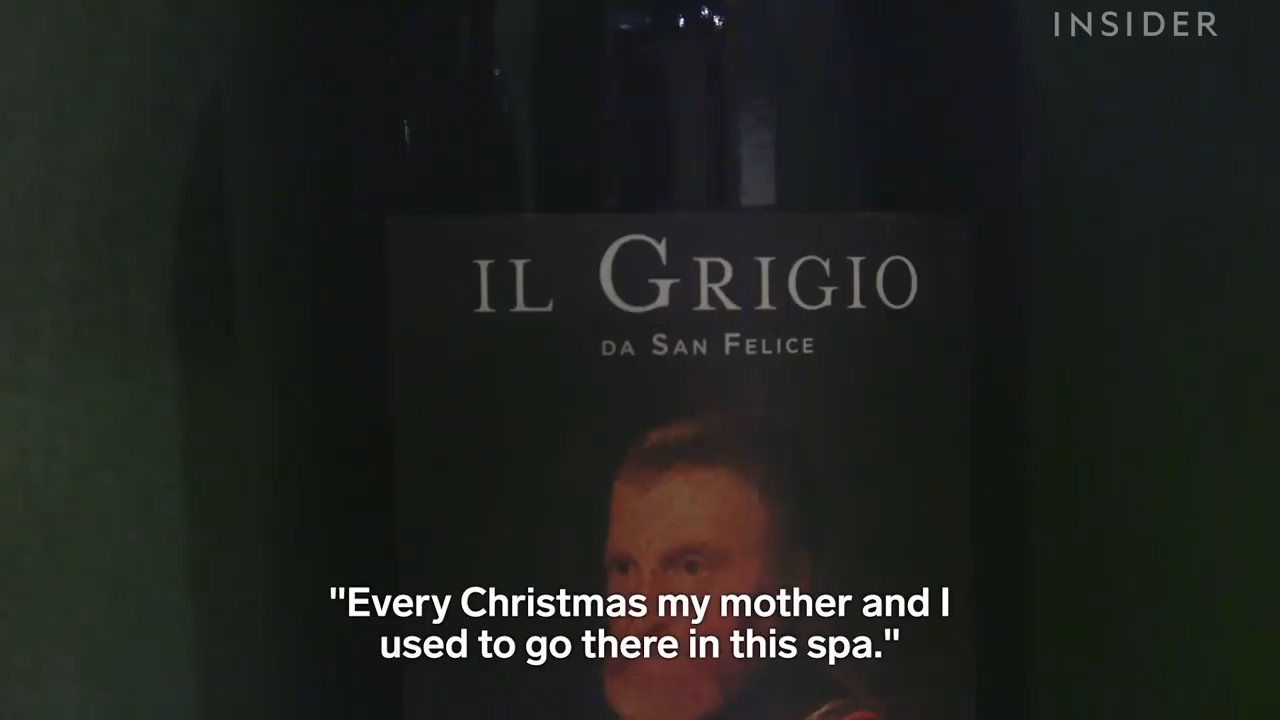 INSIDER
IL GRIGIO
DA SAN FELICE
"Every Christmas my mother and I
used to go there in this spa."